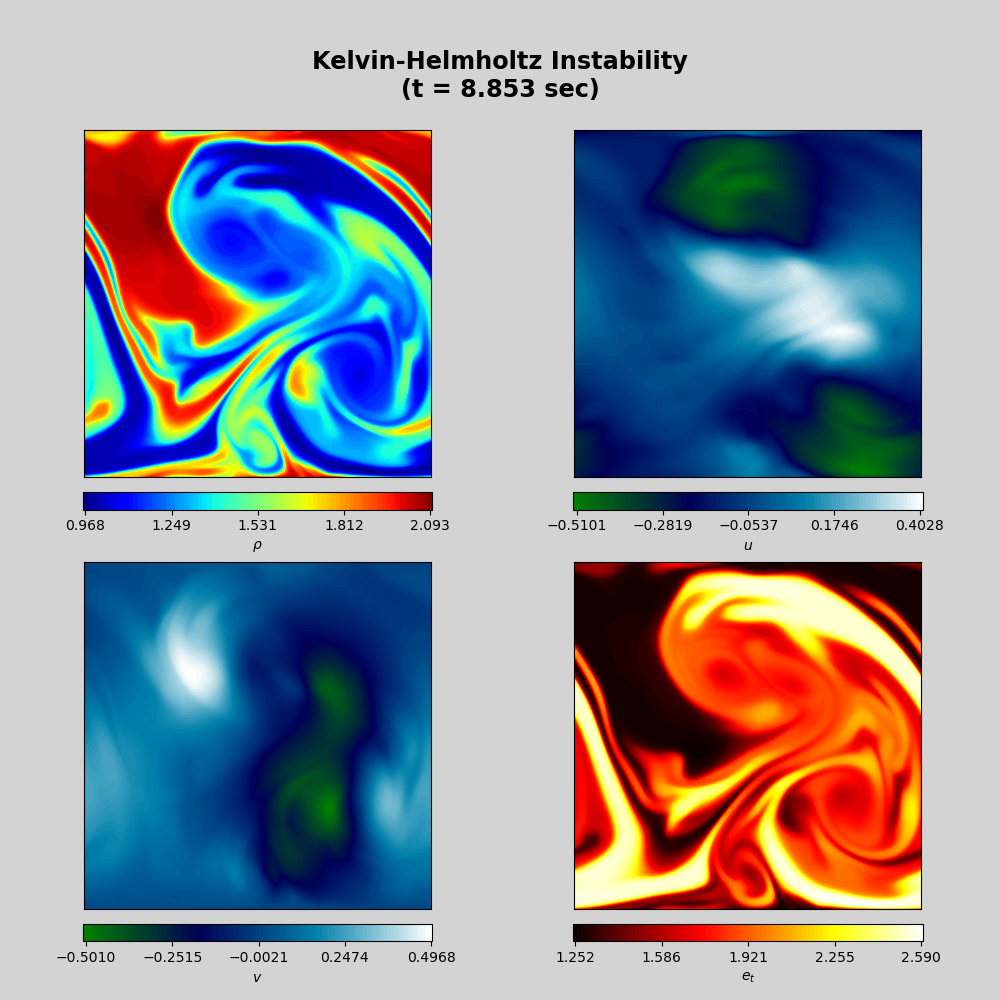 Kelvin-Helmholtz Instability
(t = 8.853 sec)
0.968 1.249 1.531 1.812 2.093
ρ
−0.5101 −0.2819 −0.0537 0.1746 0.4028
u
−0.5010 −0.2515 −0.0021 0.2474 0.4968
v
1.252 1.586 1.921 2.255 2.590
eₜ